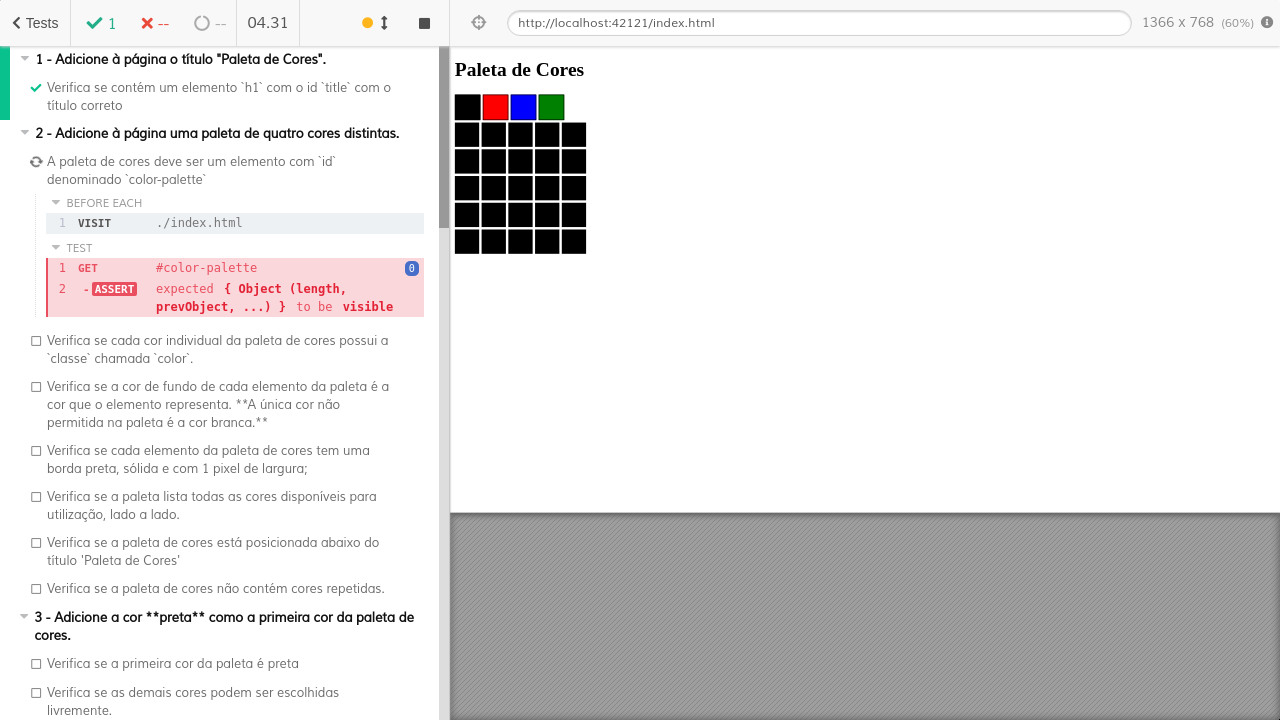 Tests
1
--
--
04.31
http://localhost:42121/index.html
1366 x 768 (60%)
1 - Adicione à página o título "Paleta de Cores".
Verifica se contém um elemento `h1` com o id `title` com o
título correto
2 - Adicione à página uma paleta de quatro cores distintas.
A paleta de cores deve ser um elemento com `id`
denominado `color-palette`
BEFORE EACH
1 VISIT ./index.html
TEST
1 GET #color-palette 0
2 -ASSERT expected { Object (length,
prevObject, ...) } to be visible
Verifica se cada cor individual da paleta de cores possui a
`classe` chamada `color`.
Verifica se a cor de fundo de cada elemento da paleta é a
cor que o elemento representa. **A única cor não
permitida na paleta é a cor branca.**
Verifica se cada elemento da paleta de cores tem uma
borda preta, sólida e com 1 pixel de largura;
Verifica se a paleta lista todas as cores disponíveis para
utilização, lado a lado.
Verifica se a paleta de cores está posicionada abaixo do
título 'Paleta de Cores'
Verifica se a paleta de cores não contém cores repetidas.
3 - Adicione a cor **preta** como a primeira cor da paleta de
cores.
Verifica se a primeira cor da paleta é preta
Verifica se as demais cores podem ser escolhidas
livremente.
Paleta de Cores